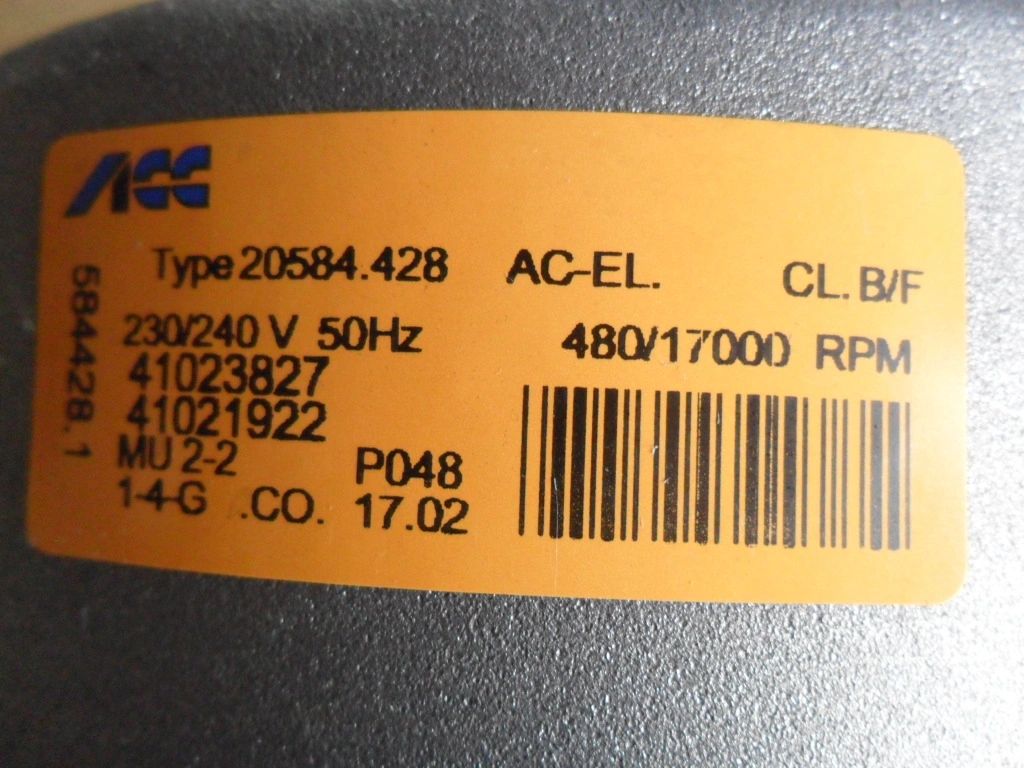 ACC
Type 20584.428 AC-EL. CL. B/F
230/240 V 50Hz 480/17000 RPM
41023827
41021922
MU 2-2 P048
1-4-G .CO. 17.02
584428.1